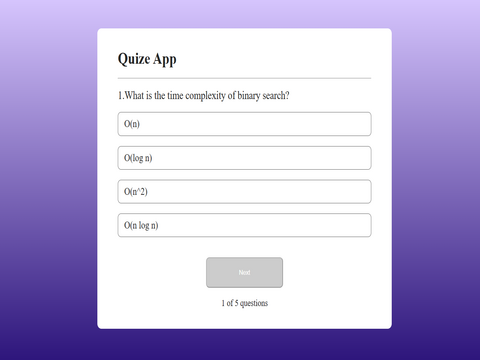 Quize App
1.What is the time complexity of binary search?
O(n)
O(log n)
O(n^2)
O(n log n)
Next
1 of 5 questions